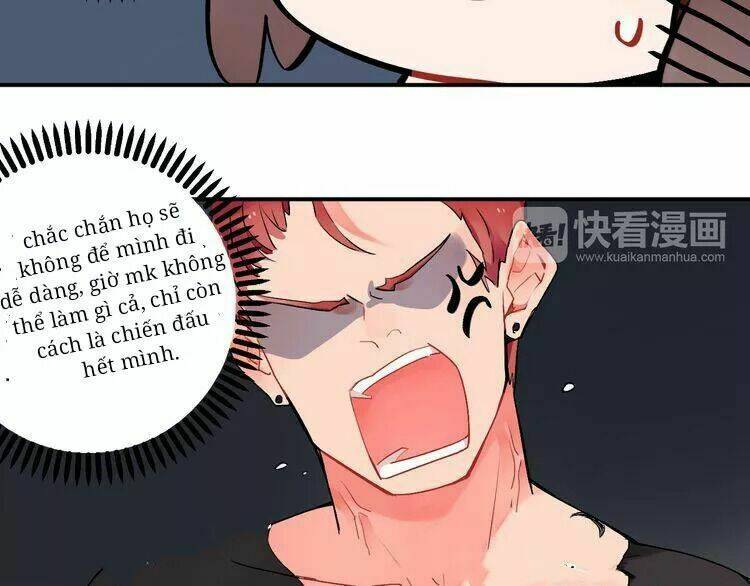 快看漫画
www.kuaikanmanhua.com
chắc chắn họ sẽ
không để mình đi
dễ dàng, giờ mk không
thể làm gì cả, chỉ còn
cách là chiến đấu
hết mình.